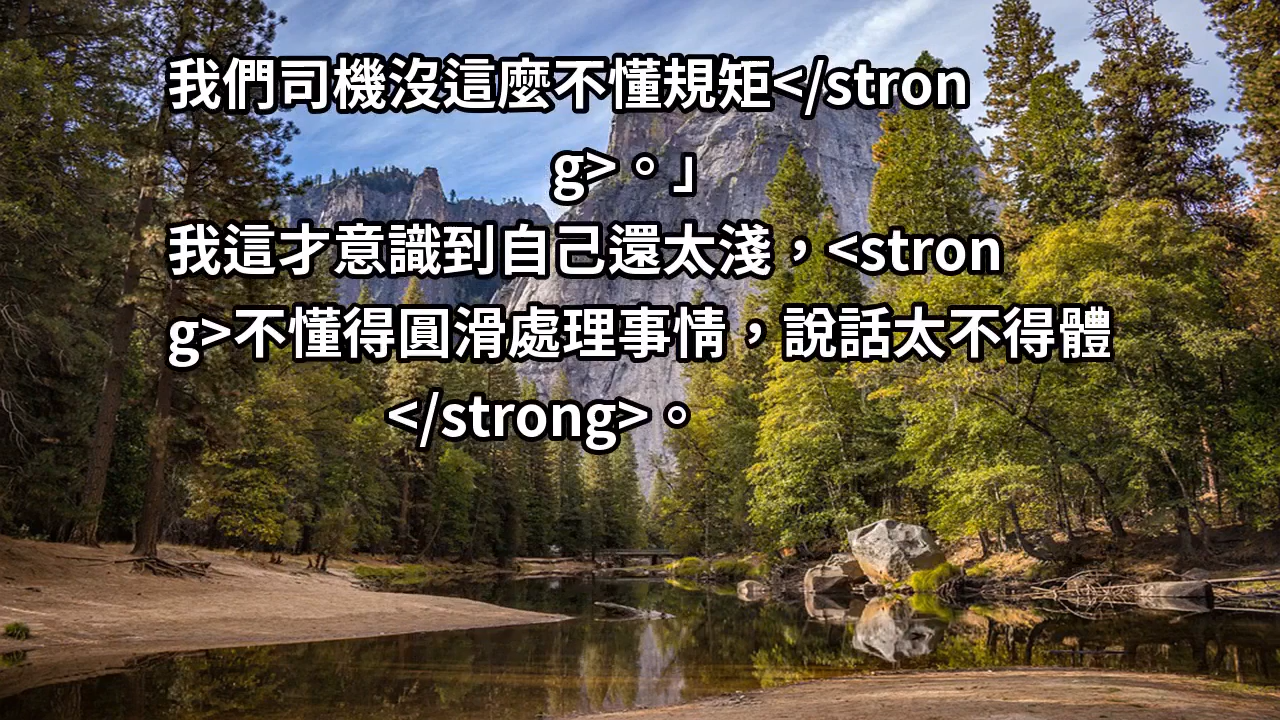 我們司機沒這麼不懂規矩</stron
g>。」
我這才意識到自己還太淺，<stron
g>不懂得圓滑處理事情，說話太不得體
</strong>。